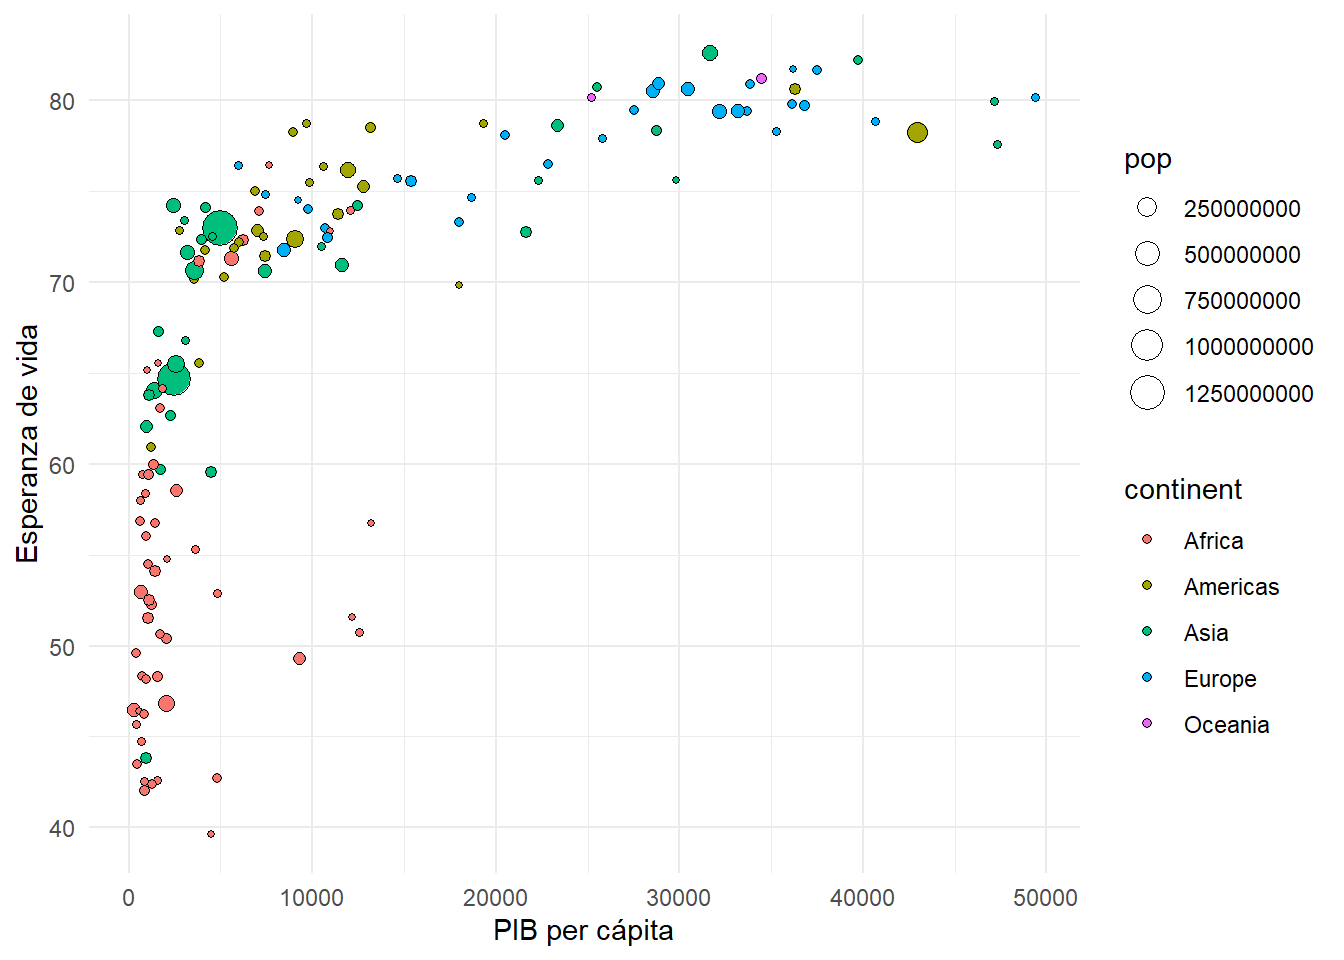 Esperanza de vida
80
70
60
50
40
0 10000 20000 30000 40000 50000
PIB per cápita
pop
250000000
500000000
750000000
1000000000
1250000000
continent
Africa
Americas
Asia
Europe
Oceania